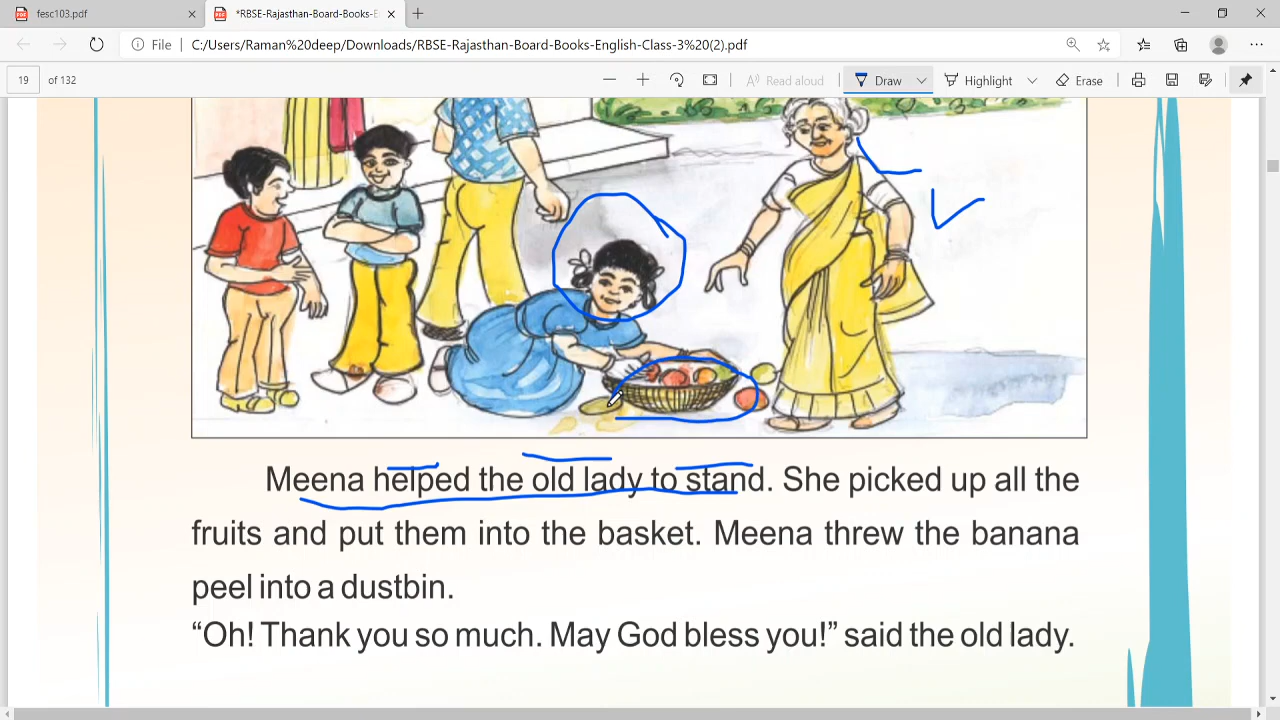 fesc103.pdf
*RBSE-Rajasthan-Board-Books-E
File
C:/Users/Raman%20deep/Downloads/RBSE-Rajasthan-Board-Books-English-Class-3%20(2).pdf
19 of 132
Read aloud
Draw
Highlight
Erase
Meena helped the old lady to stand. She picked up all the
fruits and put them into the basket. Meena threw the banana
peel into a dustbin.
“Oh! Thank you so much. May God bless you!” said the old lady.